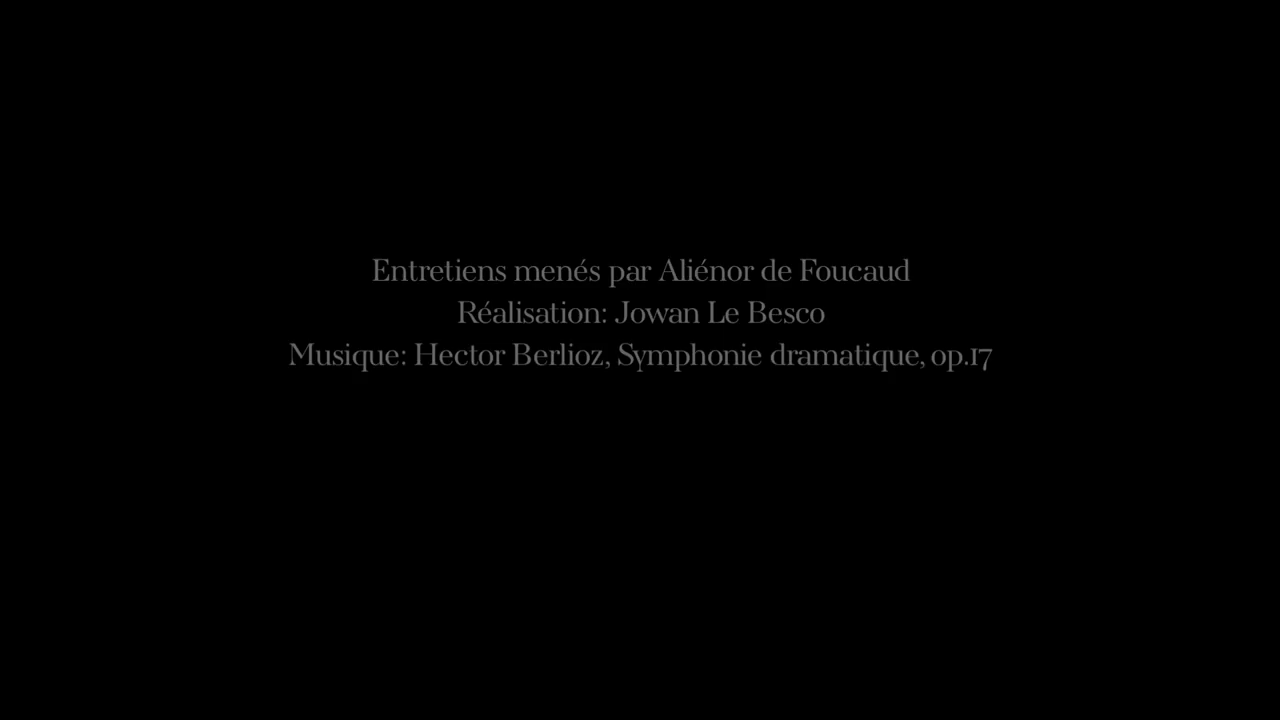 Entretiens menés par Aliénor de Foucaud
Réalisation: Jowan Le Besco
Musique: Hector Berlioz, Symphonie dramatique, op.17